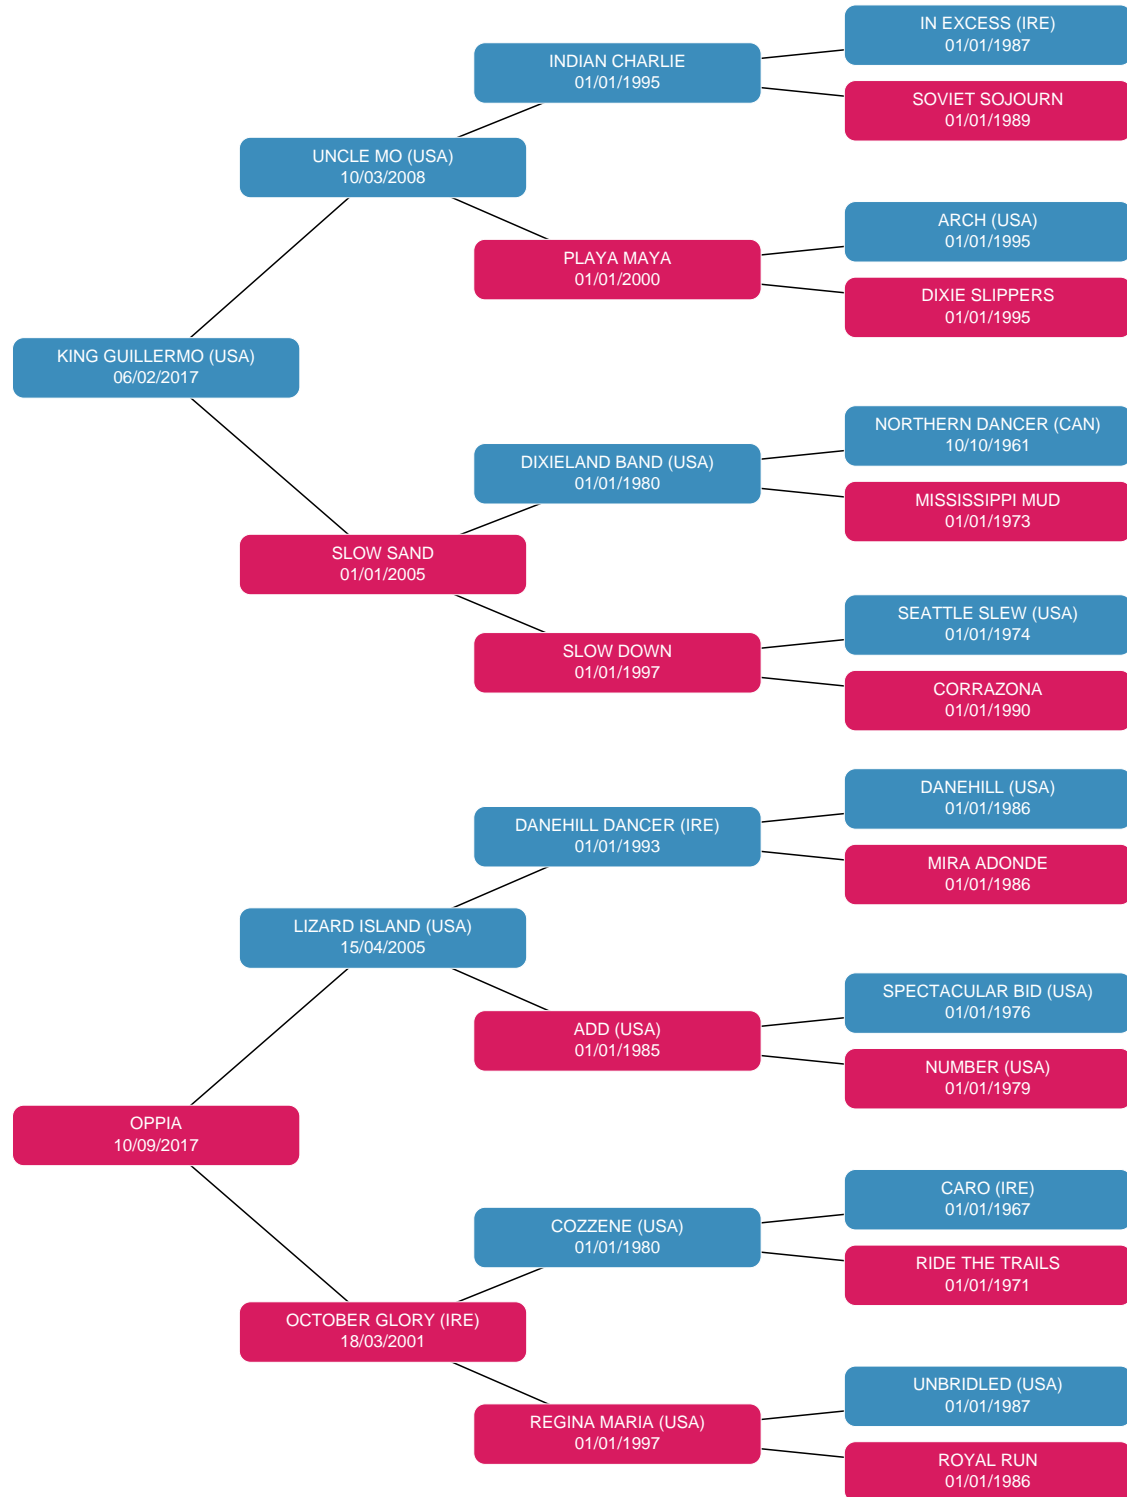 IN EXCESS (IRE)
01/01/1987
INDIAN CHARLIE
01/01/1995
SOVIET SOJOURN
01/01/1989
UNCLE MO (USA)
10/03/2008
ARCH (USA)
01/01/1995
PLAYA MAYA
01/01/2000
DIXIE SLIPPERS
01/01/1995
KING GUILLERMO (USA)
06/02/2017
NORTHERN DANCER (CAN)
10/10/1961
DIXIELAND BAND (USA)
01/01/1980
MISSISSIPPI MUD
01/01/1973
SLOW SAND
01/01/2005
SEATTLE SLEW (USA)
01/01/1974
SLOW DOWN
01/01/1997
CORRAZONA
01/01/1990
DANEHILL (USA)
01/01/1986
DANEHILL DANCER (IRE)
01/01/1993
MIRA ADONDE
01/01/1986
LIZARD ISLAND (USA)
15/04/2005
SPECTACULAR BID (USA)
01/01/1976
ADD (USA)
01/01/1985
NUMBER (USA)
01/01/1979
OPPIA
10/09/2017
CARO (IRE)
01/01/1967
COZZENE (USA)
01/01/1980
RIDE THE TRAILS
01/01/1971
OCTOBER GLORY (IRE)
18/03/2001
UNBRIDLED (USA)
01/01/1987
REGINA MARIA (USA)
01/01/1997
ROYAL RUN
01/01/1986